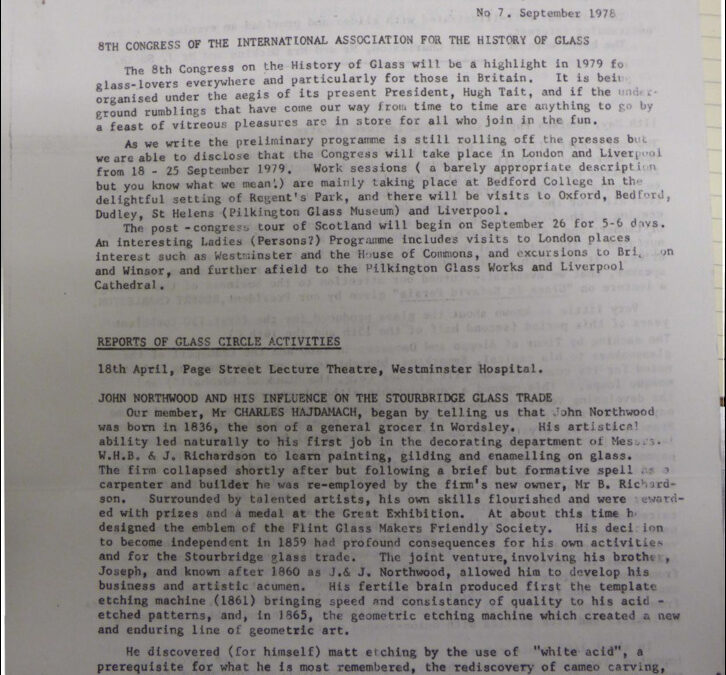 No 7. September 1978
8TH CONGRESS OF THE INTERNATIONAL ASSOCIATION FOR THE HISTORY OF GLASS
The 8th Congress on the History of Glass will be a highlight in 1979 fo
glass-lovers everywhere and particularly for those in Britain. It is being
organised under the aegis of its present President, Hugh Tait, and if the under-
ground rumblings that have come our way from time to time are anything to go by
a feast of vitreous pleasures are in store for all who join in the fun.
As we write the preliminary programme is still rolling off the presses but
we are able to disclose that the Congress will take place in London and Liverpool
from 18 - 25 September 1979. Work sessions ( a barely appropriate description
but you know what we mean!) are mainly taking place at Bedford College in the
delightful setting of Regent's Park, and there will be visits to Oxford, Bedford,
Dudley, St Helens (Pilkington Glass Museum) and Liverpool.
The post -congress tour of Scotland will begin on September 26 for 5-6 days.
An interesting Ladies (Persons?) Programme includes visits to London places
interest such as Westminster and the House of Commons, and excursions to
and Winsor, and further afield to the Pilkington Glass Works and Liverpool
Cathedral.
REPORTS OF GLASS CIRCLE ACTIVITIES
18th April, Page Street Lecture Theatre, Westminster Hospital.
JOHN NORTHWOOD AND HIS INFLUENCE ON THE STOURBRIDGE GLASS TRADE
Our member, Mr CHARLES HAJDAMACH, began by telling us that John Northwood
was born in 1836, the son of a general grocer in Wordsley. His artistical
ability led naturally to his first job in the decorating department of Messrs.
W.H.B. & J. Richardson to learn painting, gilding and enamelling on glass.
The firm collapsed shortly after but following a brief but formative spell as a
carpenter and builder he was re-employed by the firm's new owner, Mr B. Richard-
son. Surrounded by talented artists, his own skills flourished and were reward-
ed with prizes and a medal at the Great Exhibition. At about this time h
designed the emblem of the Flint Glass Makers Friendly Society. His decision
to become independent in 1859 had profound consequences for his own activities
and for the Stourbridge glass trade. The joint venture, involving his brother,
Joseph, and known after 1860 as J.& J. Northwood, allowed him to develop his
business and artistic acumen. His fertile brain produced first the template
etching machine (1861) bringing speed and consistancy of quality to his acid -
etched patterns, and, in 1865, the geometric etching machine which created a new
and enduring line of geometric art.
He discovered (for himself) matt etching by the use of "white acid", a
prerequisite for what he is most remembered, the rediscovery of cameo carving,